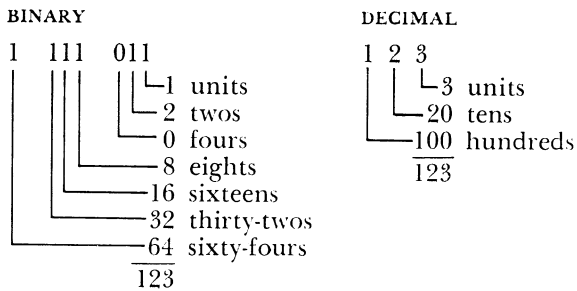 BINARY
1 111 011
1 units
2 twos
0 fours
8 eights
16 sixteens
32 thirty-twos
64 sixty-fours
123
DECIMAL
1 2 3
3 units
20 tens
100 hundreds
123